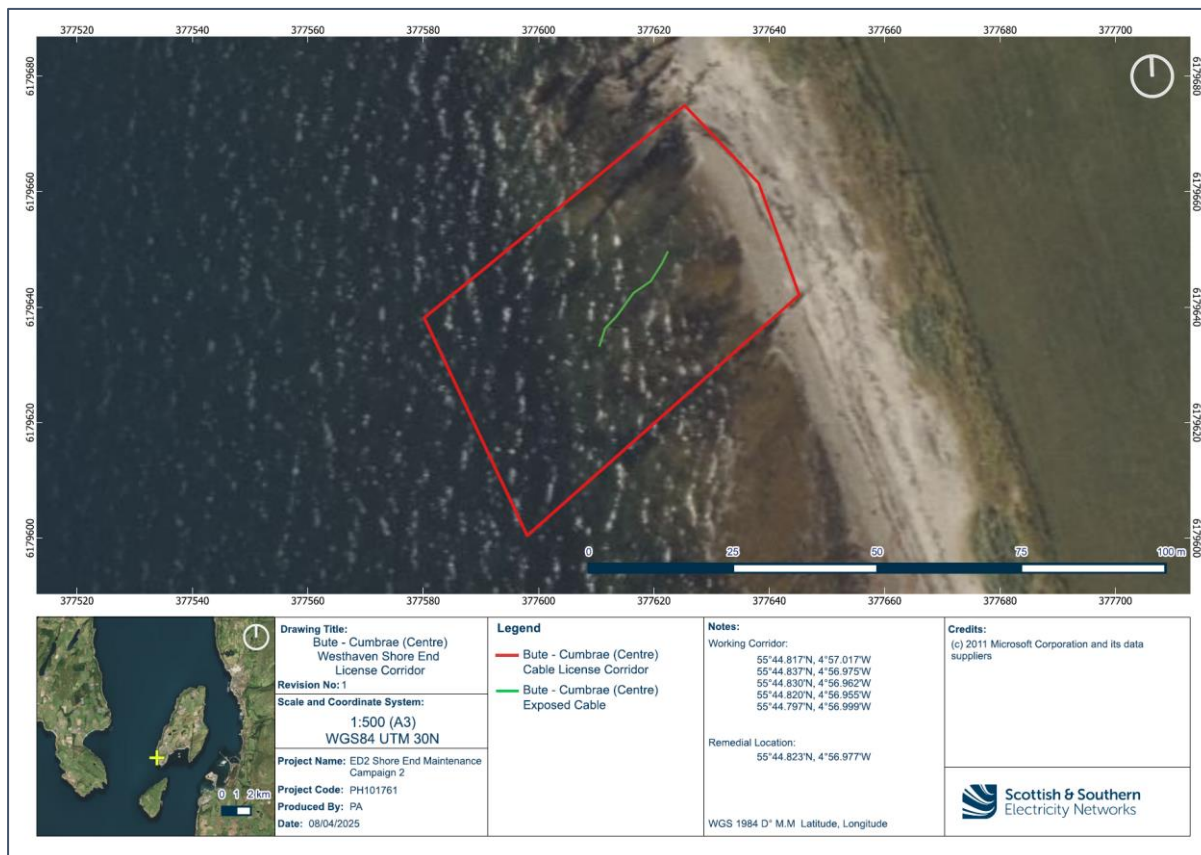 377520 377540 377560 377580 377600 377620 377640 377660 377680 377700
6179680 6179680
6179660 6179660
6179640 6179640
6179620 6179620
6179600 6179600
0 25 50 75 100 m
377520 377540 377560 377580 377600 377620 377640 377660 377680 377700
0 1 2 km
Drawing Title:
Bute - Cumbrae (Centre)
Westhaven Shore End
License Corridor
Revision No: 1
Scale and Coordinate System:
1:500 (A3)
WGS84 UTM 30N
Project Name: ED2 Shore End Maintenance
Campaign 2
Project Code: PH101761
Produced By: PA
Date: 08/04/2025
Legend
Bute - Cumbrae (Centre)
Cable License Corridor
Bute - Cumbrae (Centre)
Exposed Cable
Notes:
Working Corridor:
55°44.817'N, 4°57.017'W
55°44.837'N, 4°56.975'W
55°44.830'N, 4°56.962'W
55°44.820'N, 4°56.955'W
55°44.797'N, 4°56.999'W
Remedial Location:
55°44.823'N, 4°56.977'W
WGS 1984 D° M.M Latitude, Longitude
Credits:
(c) 2011 Microsoft Corporation and its data
suppliers
Scottish & Southern
Electricity Networks